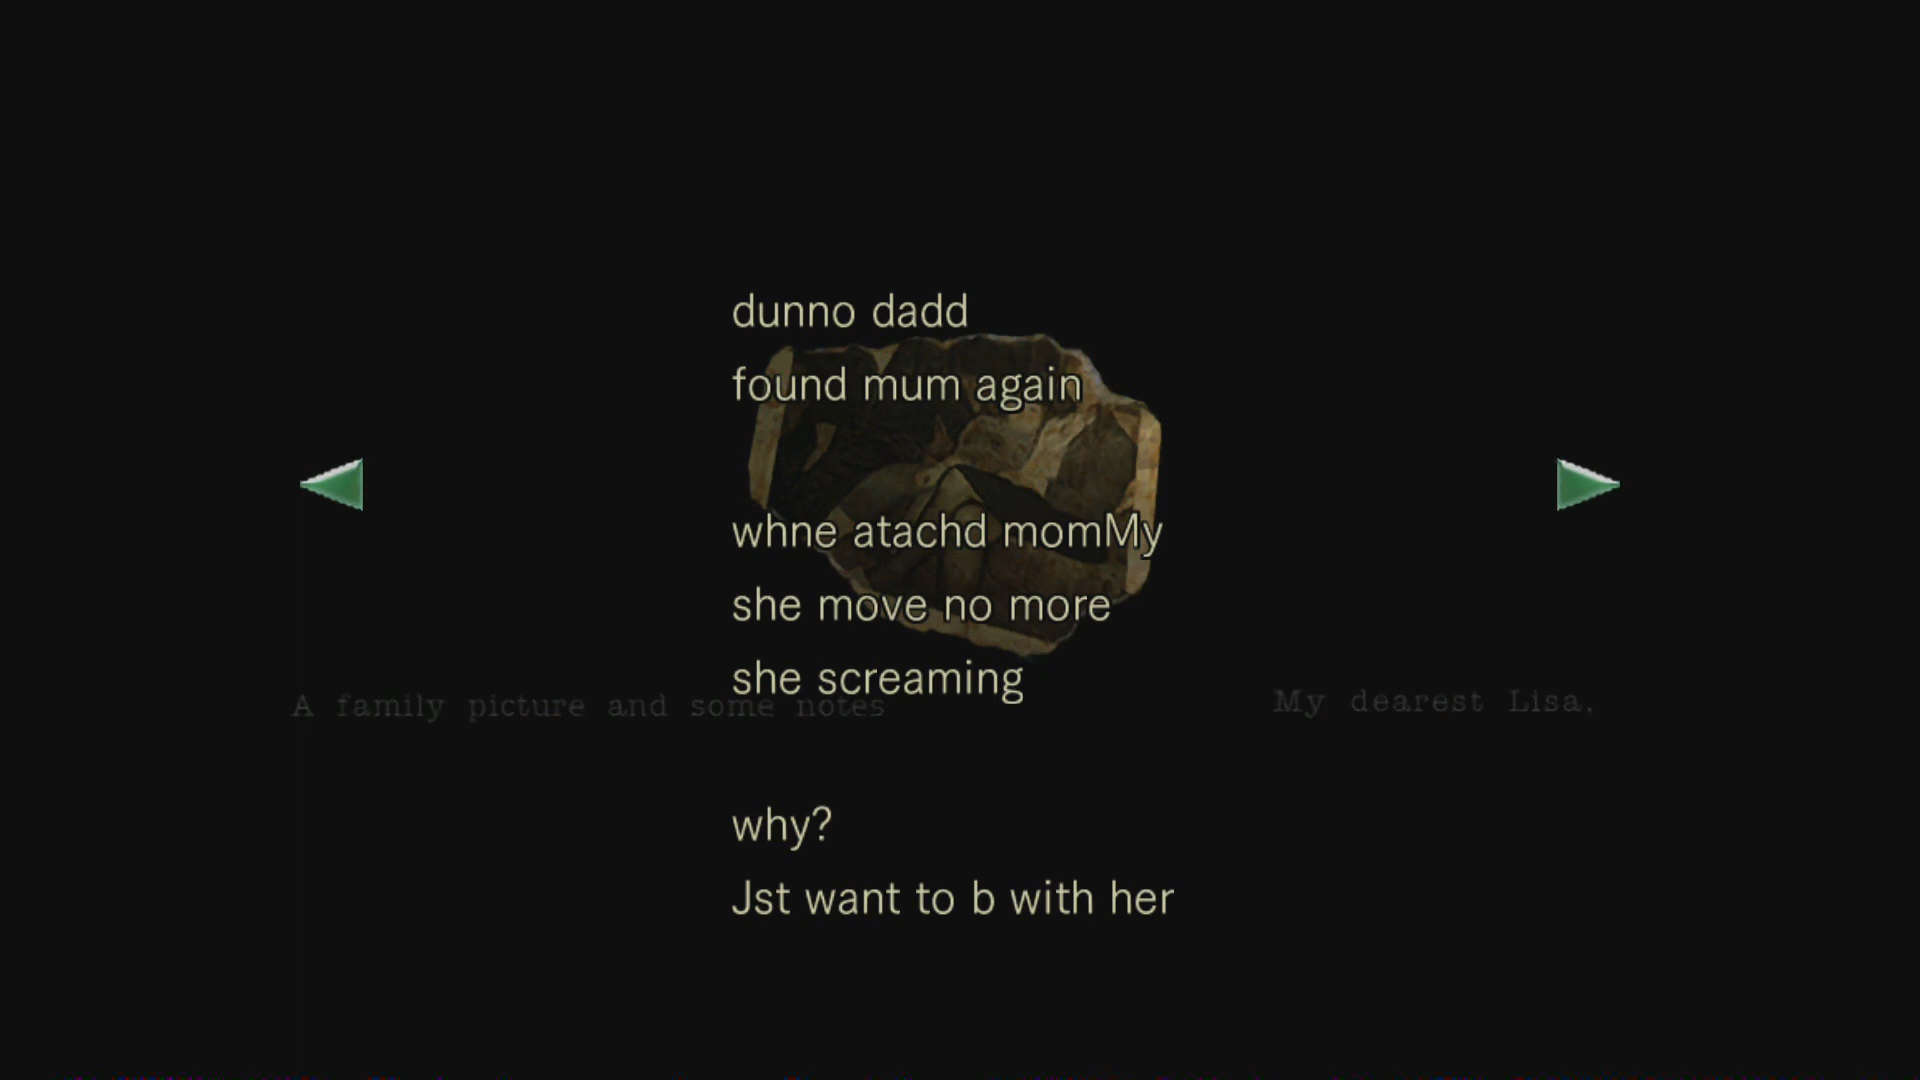 dunno dadd
found mum again
whne atachd momMy
she move no more
she screaming
A family picture and some notes
My dearest Lisa,
why?
Jst want to b with her